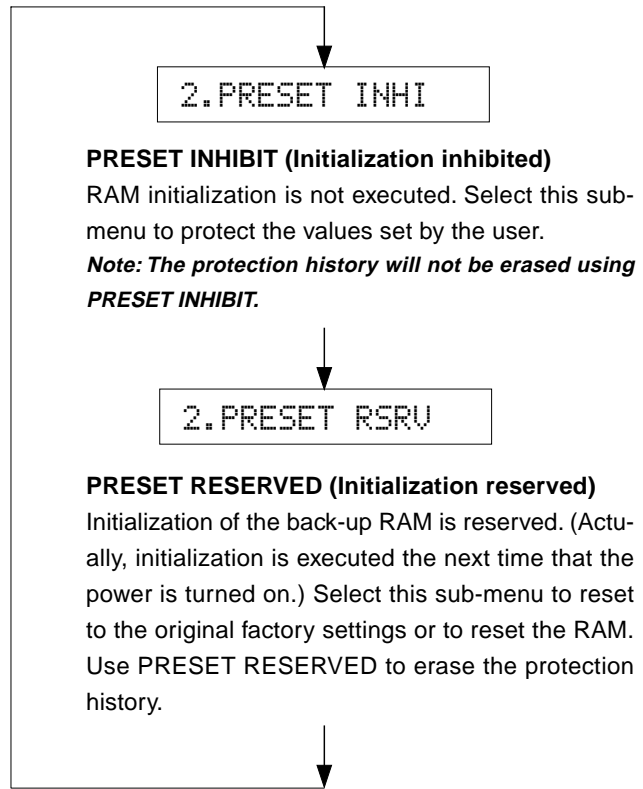 2.PRESET INHI
PRESET INHIBIT (Initialization inhibited)
RAM initialization is not executed. Select this sub-
menu to protect the values set by the user.
Note: The protection history will not be erased using
PRESET INHIBIT.
2.PRESET RSRV
PRESET RESERVED (Initialization reserved)
Initialization of the back-up RAM is reserved. (Actu-
ally, initialization is executed the next time that the
power is turned on.) Select this sub-menu to reset
to the original factory settings or to reset the RAM.
Use PRESET RESERVED to erase the protection
history.